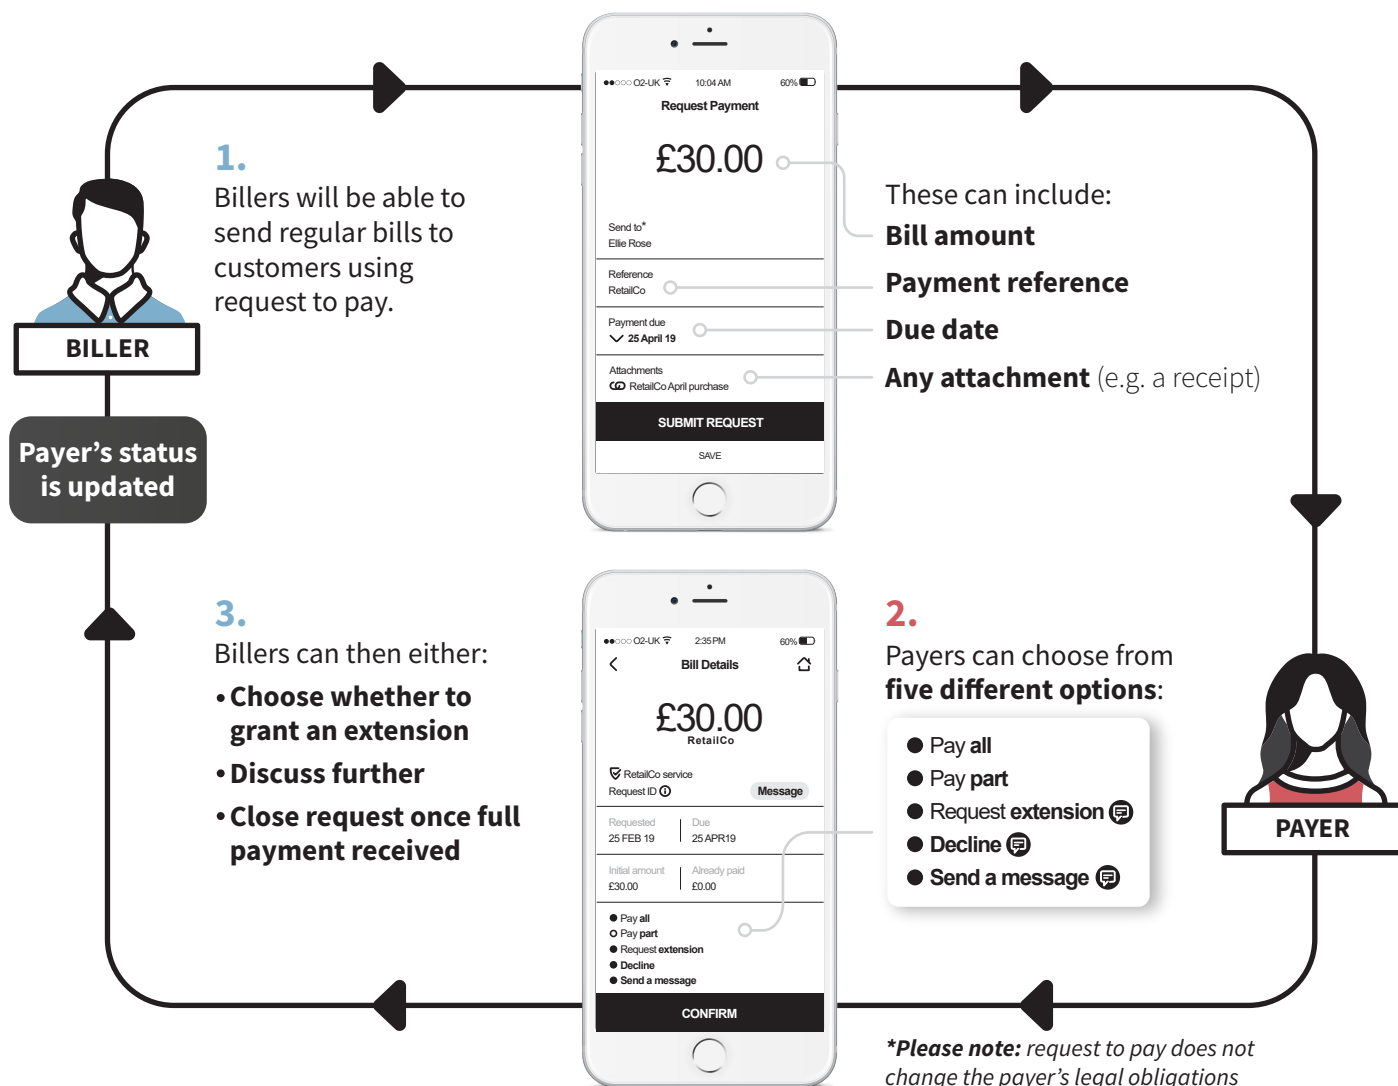 O2-UK 10:04 AM 60%
Request Payment
£30.00
Send to*
Ellie Rose
Reference
RetailCo
Payment due
25 April 19
Attachments
RetailCo April purchase
SUBMIT REQUEST
SAVE
1.
Billers will be able to
send regular bills to
customers using
request to pay.
BILLER
Payer’s status
is updated
These can include:
Bill amount
Payment reference
Due date
Any attachment (e.g. a receipt)
2.
Payers can choose from
five different options:
● Pay all
● Pay part
● Request extension
● Decline
● Send a message
PAYER
O2-UK 2:35 PM 60%
Bill Details
£30.00
RetailCo
RetailCo service
Request ID
Message
Requested Due
25 FEB 19 25 APR19
Initial amount Already paid
£30.00 £0.00
Pay all
Pay part
Request extension
Decline
Send a message
CONFIRM
3.
Billers can then either:
• Choose whether to
grant an extension
• Discuss further
• Close request once full
payment received
*Please note: request to pay does not
change the payer’s legal obligations